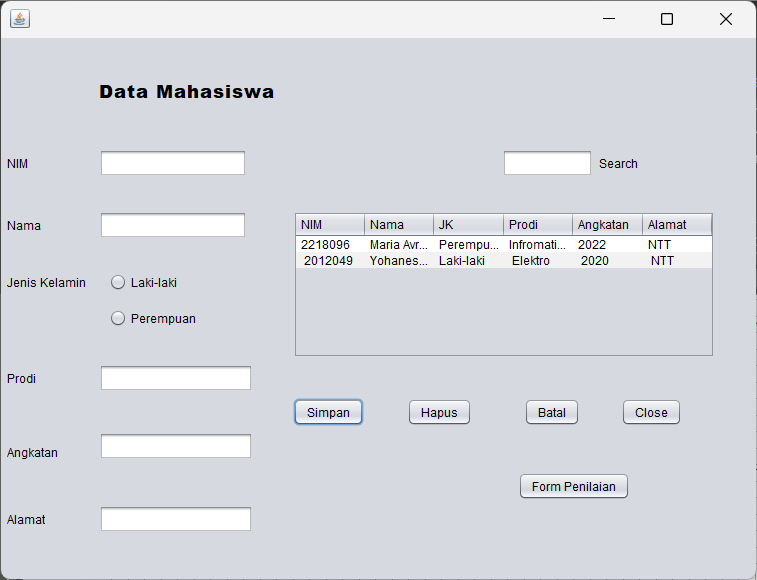 Data Mahasiswa
NIM
Search
Nama
NIM Nama JK Prodi Angkatan Alamat
2218096 Maria Avr... Perempu... Infromati... 2022 NTT
2012049 Yohanes... Laki-laki Elektro 2020 NTT
Jenis Kelamin
Laki-laki
Perempuan
Prodi
Simpan Hapus Batal Close
Angkatan
Form Penilaian
Alamat